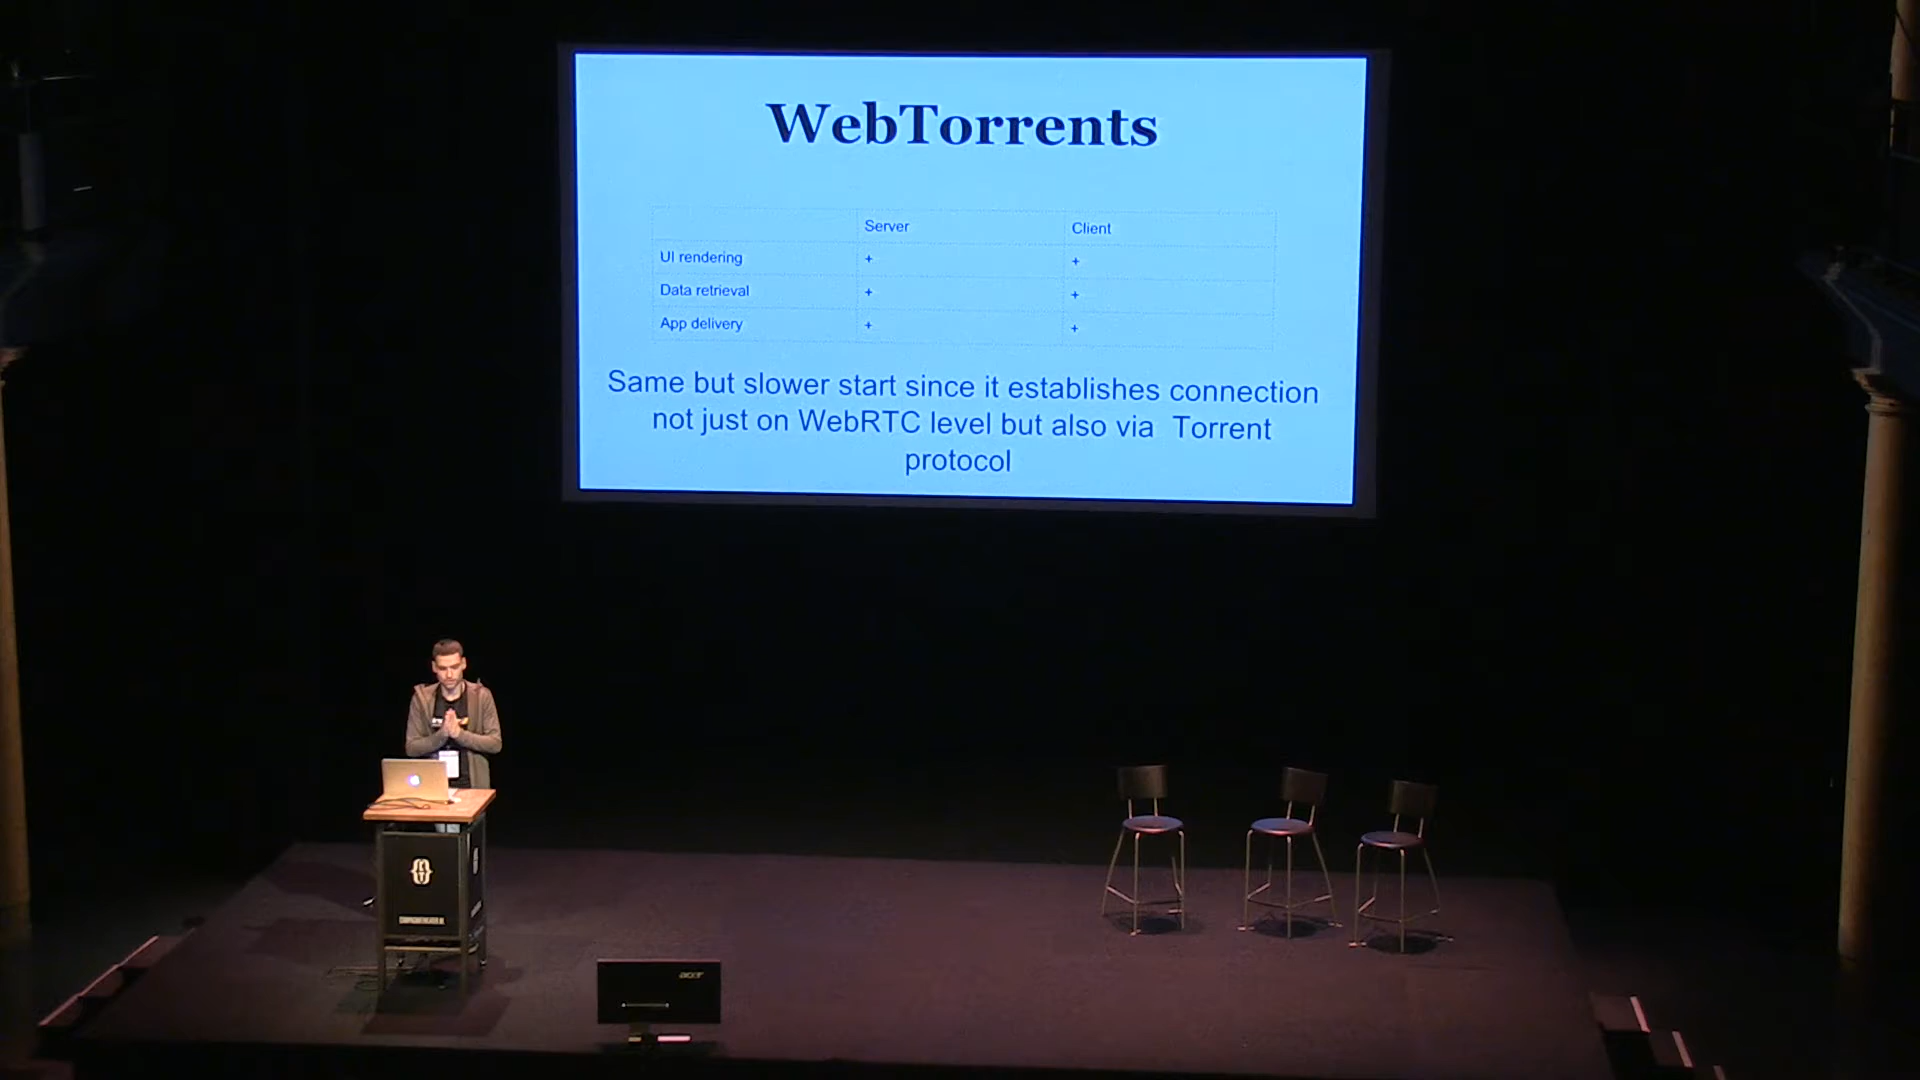 WebTorrents
Server Client
UI rendering + +
Data retrieval + +
App delivery + +
Same but slower start since it establishes connection
not just on WebRTC level but also via Torrent
protocol
acer